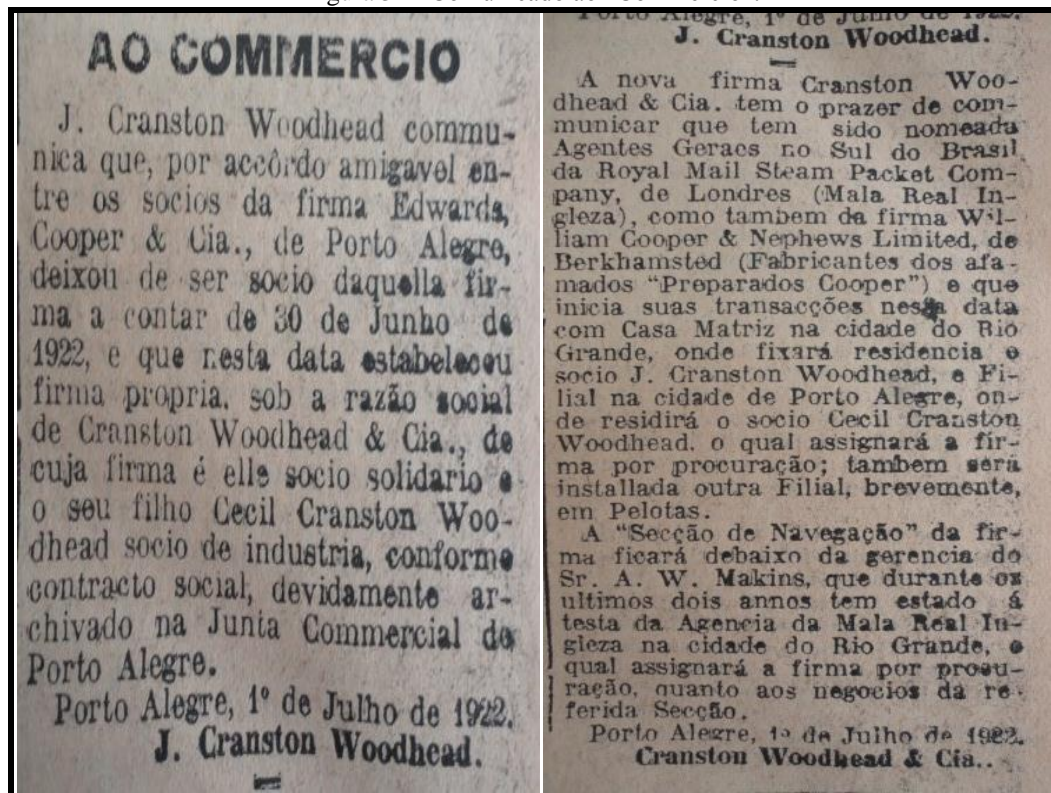 AO COMMERCIO
J. Cranston Woodhead commu-
nica que, por accôrdo amigavel en-
tre os socios da firma Edwards,
Cooper & Cia., de Porto Alegre,
deixou de ser socio daquella fir-
ma a contar de 30 de Junho de
1922, e que nesta data estabeleceu
firma propria, sob a razão social
de Cranston Woodhead & Cia., de
cuja firma é elle socio solidario e
o seu filho Cecil Cranston Woo-
dhead socio de industria, conforme
contracto social, devidamente ar-
chivado na Junta Commercial de
Porto Alegre.
Porto Alegre, 1º de Julho de 1922.
J. Cranston Woodhead.
Porto Alegre, 1º de Julho de 1922.
J. Cranston Woodhead.
A nova firma Cranston Woo-
dhead & Cia. tem o prazer de com-
municar que tem sido nomeada
Agentes Geraes no Sul do Brasil
da Royal Mail Steam Packet Com-
pany, de Londres (Mala Real In-
gleza), como tambem da firma Wil-
liam Cooper & Nephews Limited, de
Berkhamsted (Fabricantes dos afa-
mados "Preparados Cooper") e que
inicia suas transacções nesta data
com Casa Matriz na cidade do Rio
Grande, onde fixará residencia o
socio J. Cranston Woodhead, e Fi-
lial na cidade de Porto Alegre, on-
de residirá o socio Cecil Cranston
Woodhead, o qual assignará a fir-
ma por procuração; tambem será
installada outra Filial, brevemente,
em Pelotas.
A "Secção de Navegação" da fir-
ma ficará debaixo da gerencia do
Sr. A. W. Makins, que durante os
ultimos dois annos tem estado á
testa da Agencia da Mala Real In-
gleza na cidade do Rio Grande, o
qual assignará a firma por procu-
ração, quanto aos negocios da re-
ferida Secção.
Porto Alegre, 1º de Julho de 1922.
Cranston Woodhead & Cia..